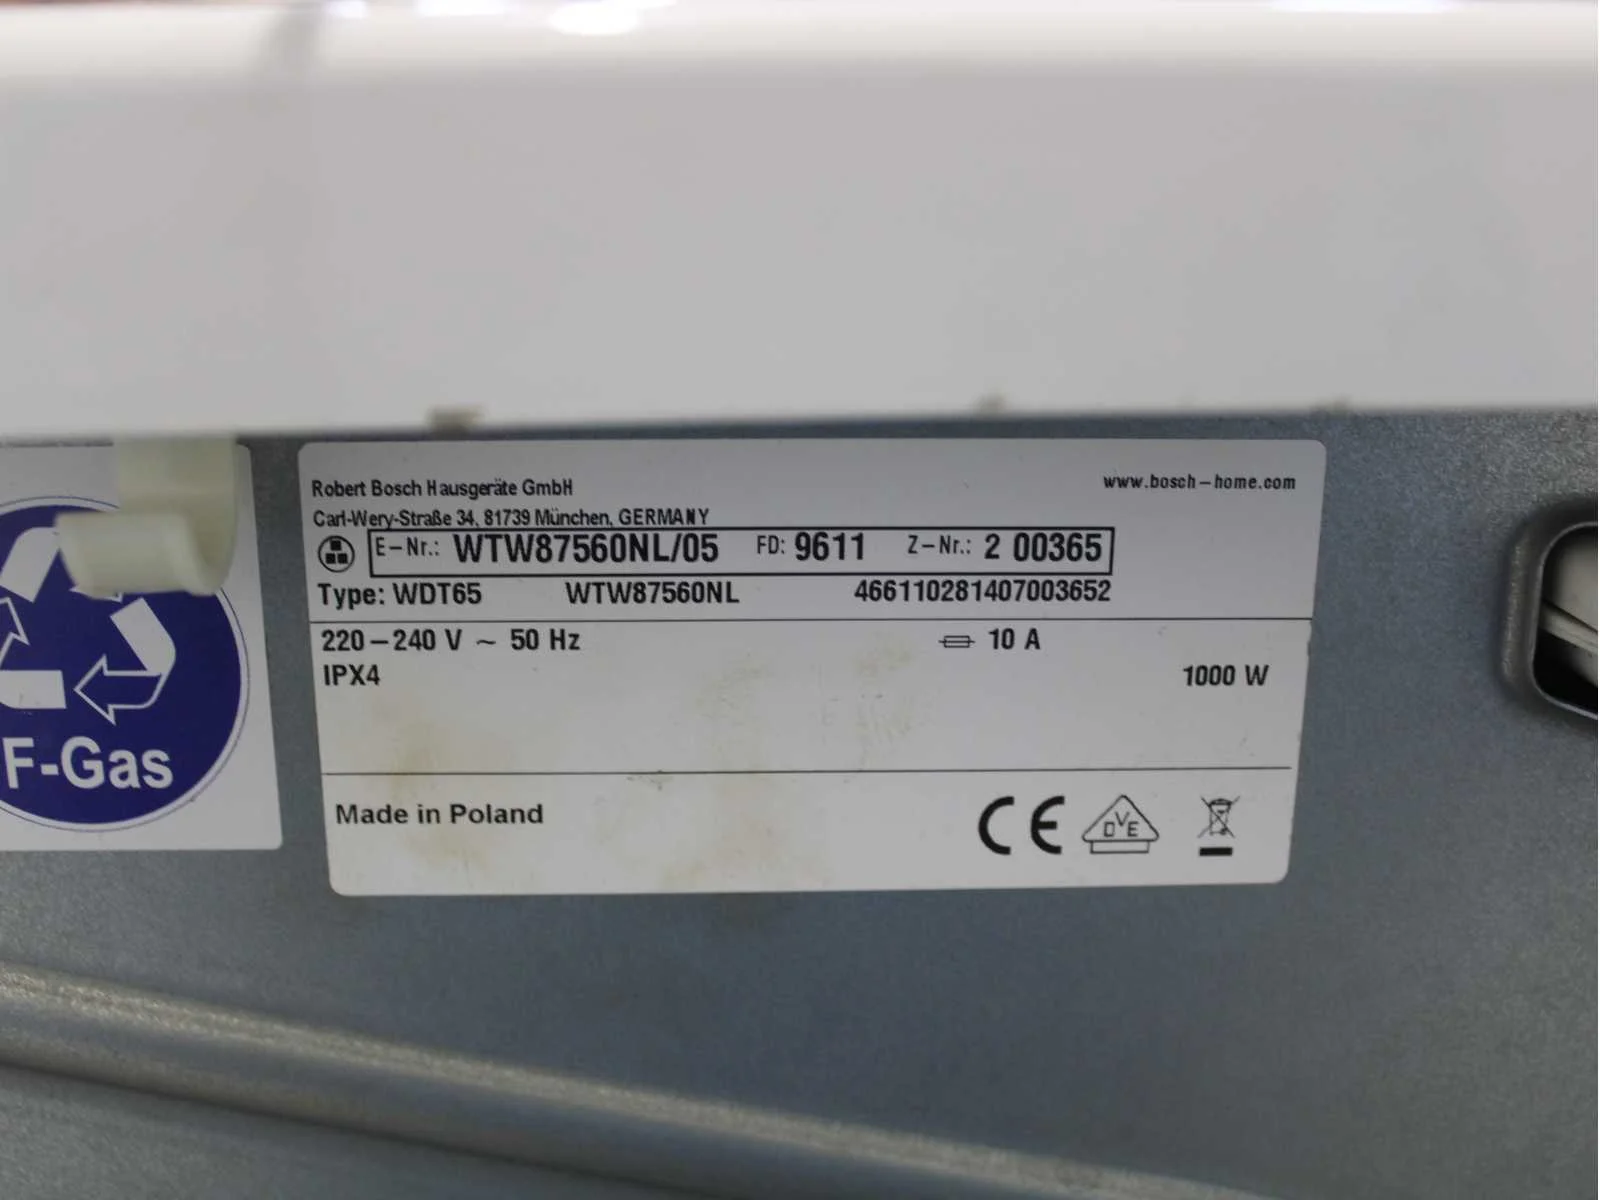 Robert Bosch Hausgeräte GmbH
www.bosch-home.com
Carl-Wery-Straße 34, 81739 München, GERMANY
E-Nr.: WTW87560NL/05 FD: 9611 Z-Nr.: 2 00365
Type: WDT65 WTW87560NL 466110281407003652
220-240 V ~ 50 Hz 10 A
IPX4 1000 W
F-Gas
Made in Poland
CE DVE